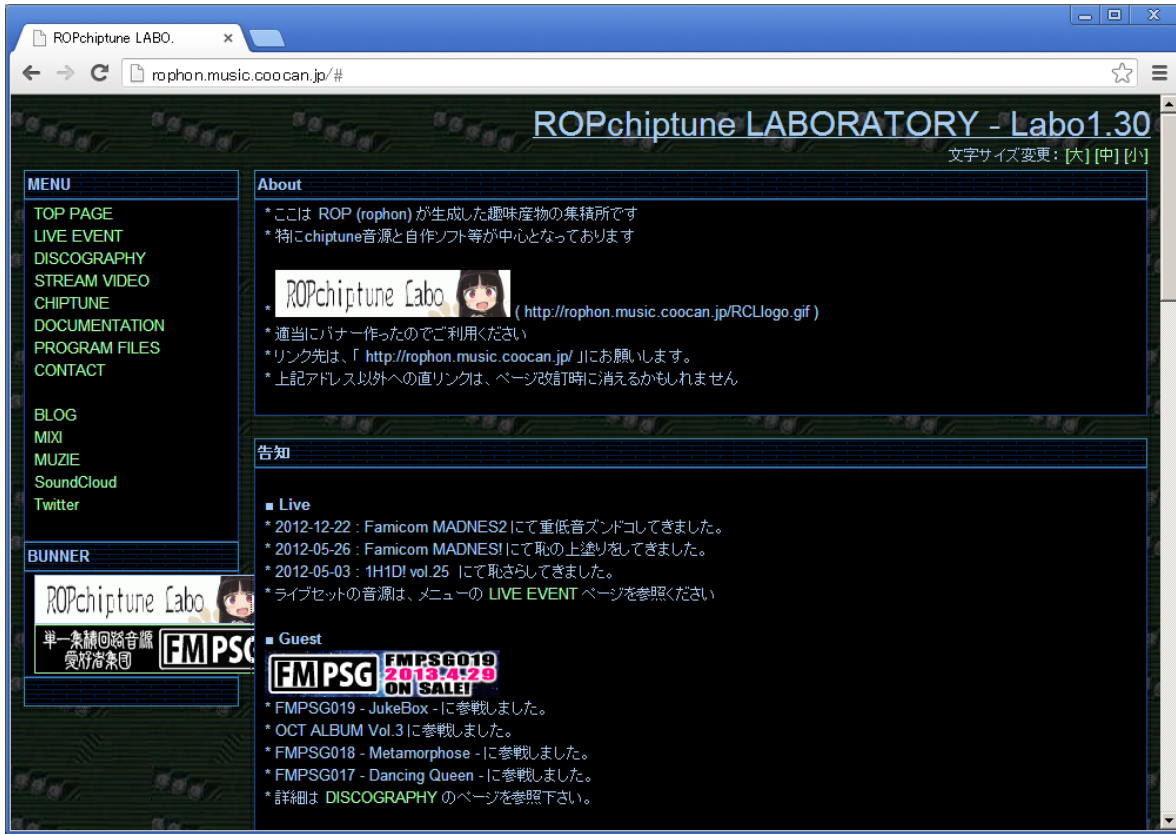 ROPchiptune LABO.
rophon.music.coocan.jp/#
ROPchiptune LABORATORY - Labo1.30
文字サイズ変更: [大] [中] [小]
MENU
TOP PAGE
LIVE EVENT
DISCOGRAPHY
STREAM VIDEO
CHIPTUNE
DOCUMENTATION
PROGRAM FILES
CONTACT
BLOG
MIXI
MUZIE
SoundCloud
Twitter
BUNNER
ROPchiptune Labo
単一集積回路音源
愛好者集団
FM PSG
About
*ここは ROP (rophon) が生成した趣味産物の集積所です
*特にchiptune音源と自作ソフト等が中心となっております
* ROPchiptune Labo ( http://rophon.music.coocan.jp/RCLlogo.gif )
*適当にバナー作ったのでご利用ください
*リンク先は、「 http://rophon.music.coocan.jp/ 」にお願いします。
*上記アドレス以外への直リンクは、ページ改訂時に消えるかもしれません
告知
■ Live
* 2012-12-22 : Famicom MADNES2にて重低音ズンドコしてきました。
* 2012-05-26 : Famicom MADNES!にて恥の上塗りをしてきました。
* 2012-05-03 : 1H1D! vol.25 にて恥さらしてきました。
*ライブセットの音源は、メニューの LIVE EVENT ページを参照ください
■ Guest
FM PSG
FMPSG019
2013.4.29
ON SALE!
* FMPSG019 - JukeBox - に参戦しました。
* OCT ALBUM Vol.3 に参戦しました。
* FMPSG018 - Metamorphose - に参戦しました。
* FMPSG017 - Dancing Queen - に参戦しました。
*詳細は DISCOGRAPHY のページを参照下さい。